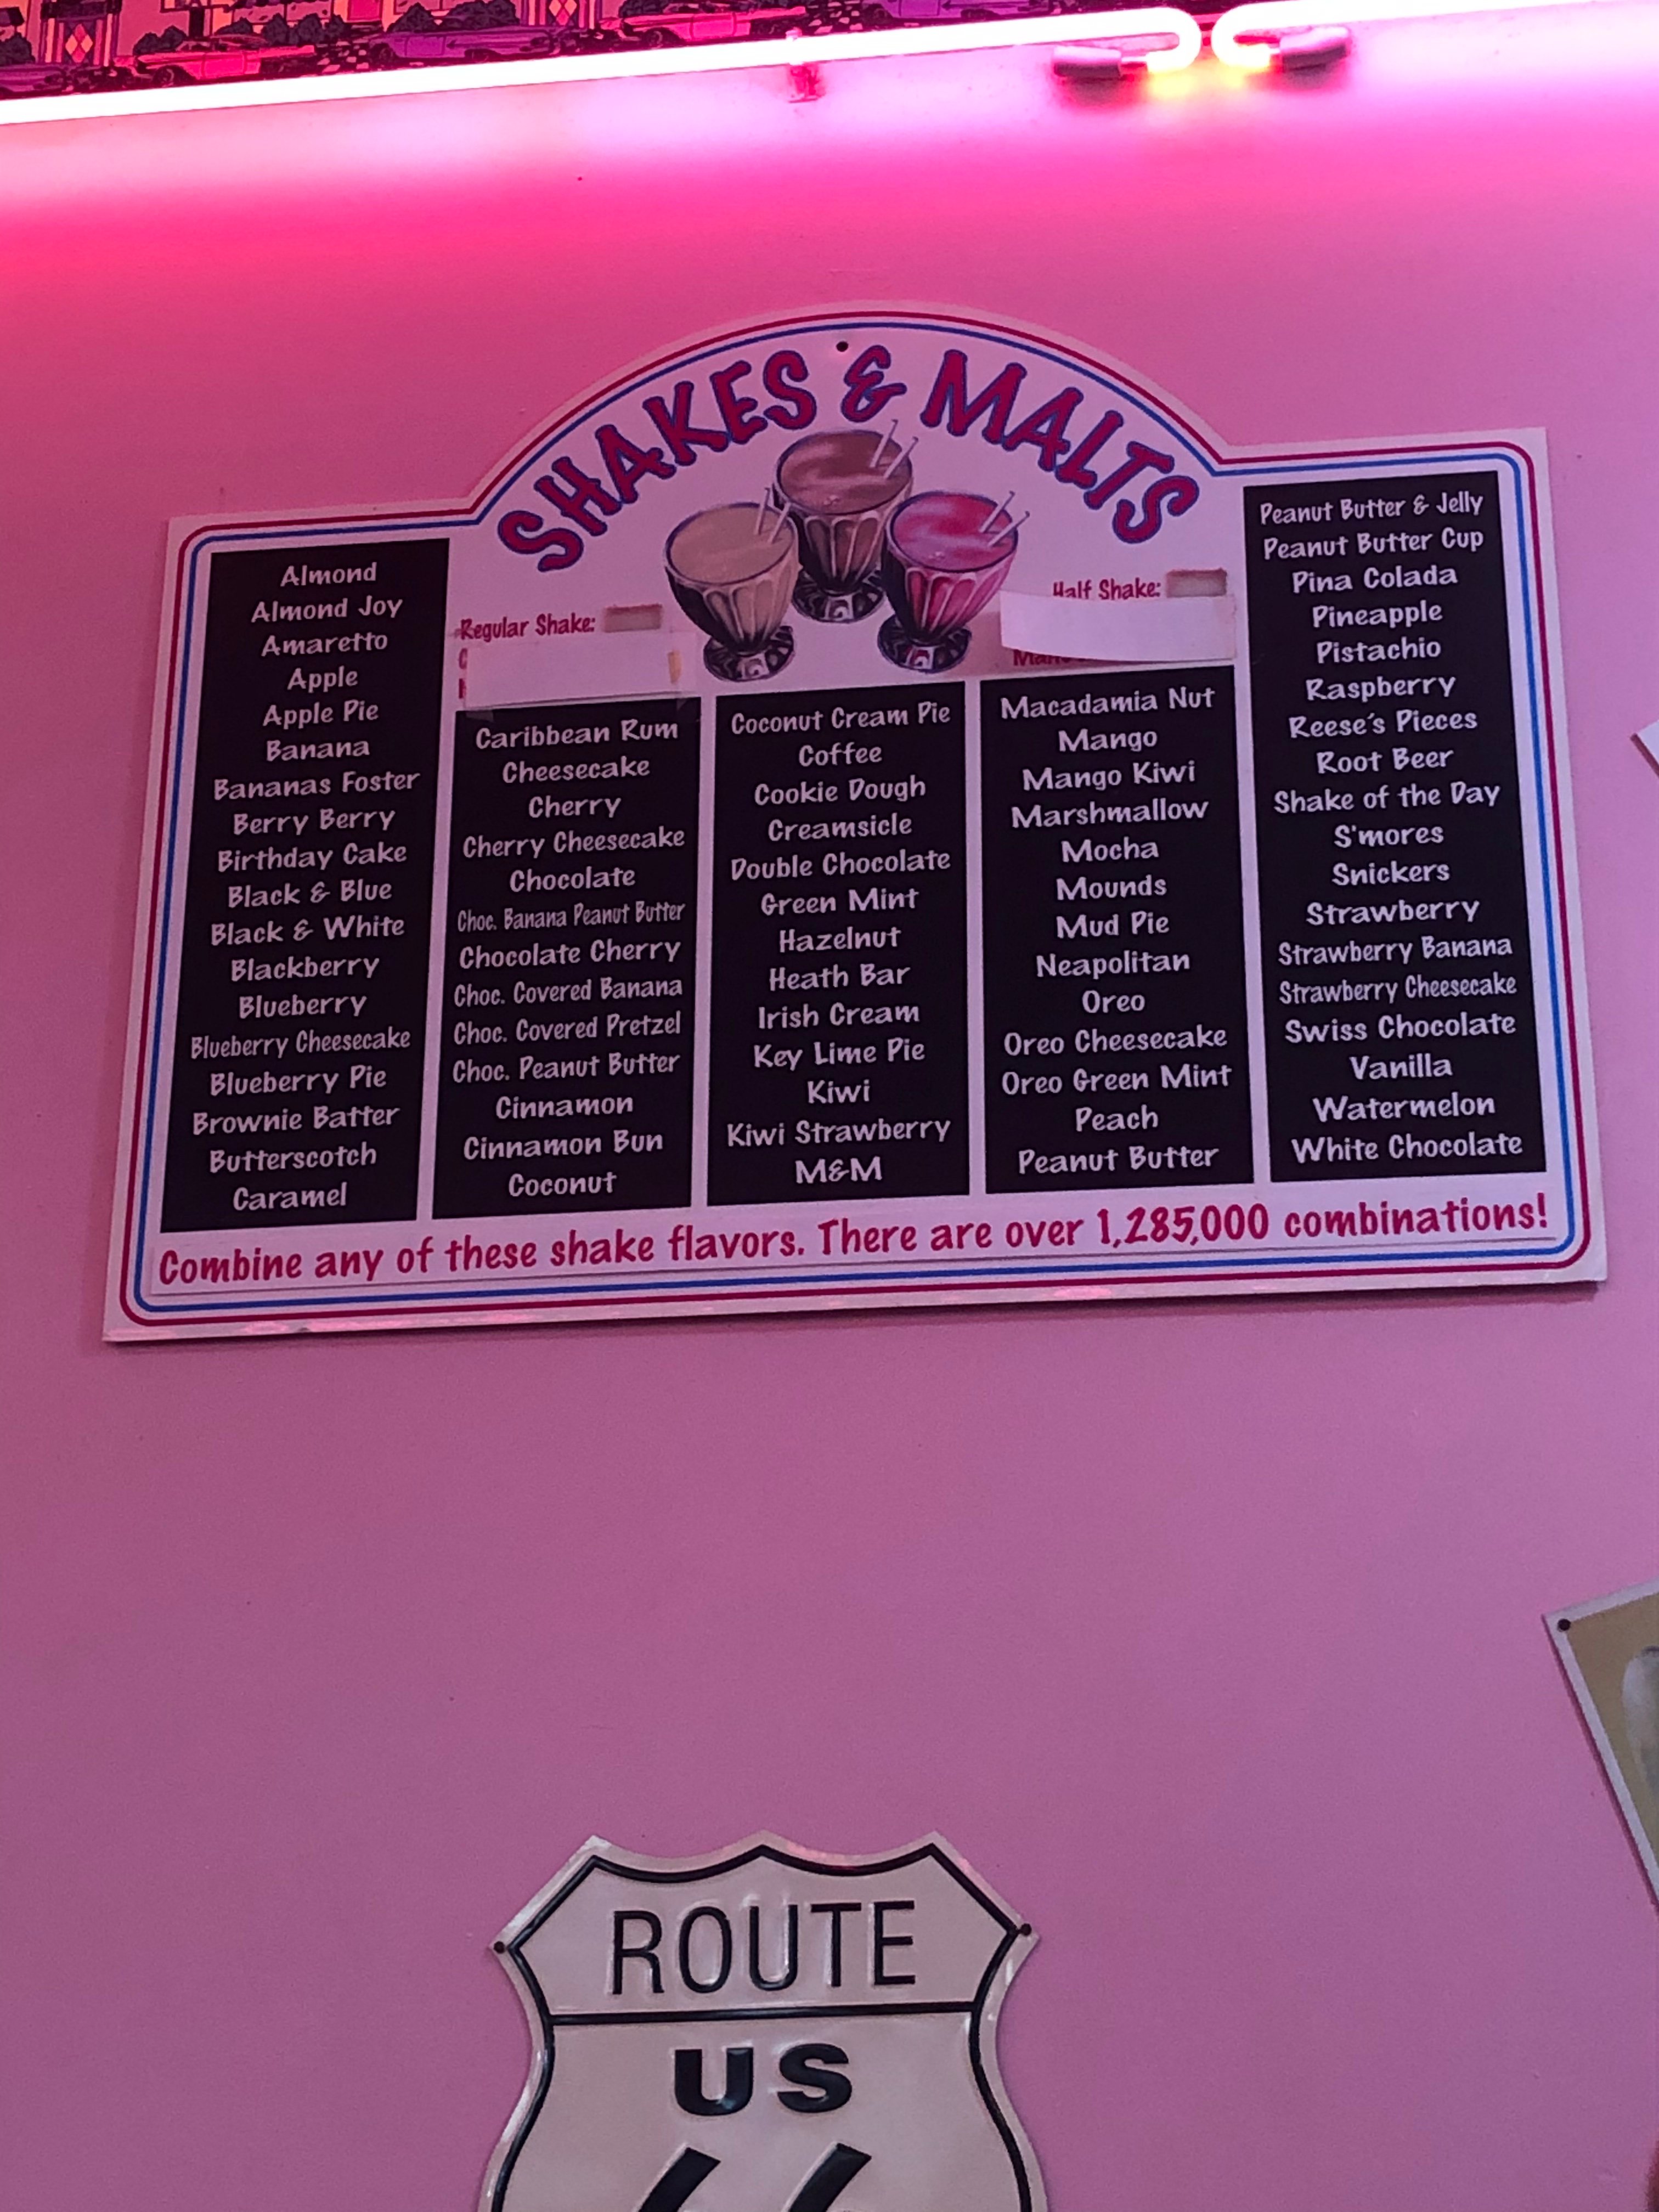 SHAKES & MALTS
Regular Shake:
Half Shake:
Almond
Almond Joy
Amaretto
Apple
Apple Pie
Banana
Bananas Foster
Berry Berry
Birthday Cake
Black & Blue
Black & White
Blackberry
Blueberry
Blueberry Cheesecake
Blueberry Pie
Brownie Batter
Butterscotch
Caramel
Caribbean Rum
Cheesecake
Cherry
Cherry Cheesecake
Chocolate
Choc. Banana Peanut Butter
Chocolate Cherry
Choc. Covered Banana
Choc. Covered Pretzel
Choc. Peanut Butter
Cinnamon
Cinnamon Bun
Coconut
Coconut Cream Pie
Coffee
Cookie Dough
Creamsicle
Double Chocolate
Green Mint
Hazelnut
Heath Bar
Irish Cream
Key Lime Pie
Kiwi
Kiwi Strawberry
M&M
Macadamia Nut
Mango
Mango Kiwi
Marshmallow
Mocha
Mounds
Mud Pie
Neapolitan
Oreo
Oreo Cheesecake
Oreo Green Mint
Peach
Peanut Butter
Peanut Butter & Jelly
Peanut Butter Cup
Pina Colada
Pineapple
Pistachio
Raspberry
Reese's Pieces
Root Beer
Shake of the Day
S'mores
Snickers
Strawberry
Strawberry Banana
Strawberry Cheesecake
Swiss Chocolate
Vanilla
Watermelon
White Chocolate
Combine any of these shake flavors. There are over 1,285,000 combinations!
ROUTE
US
66